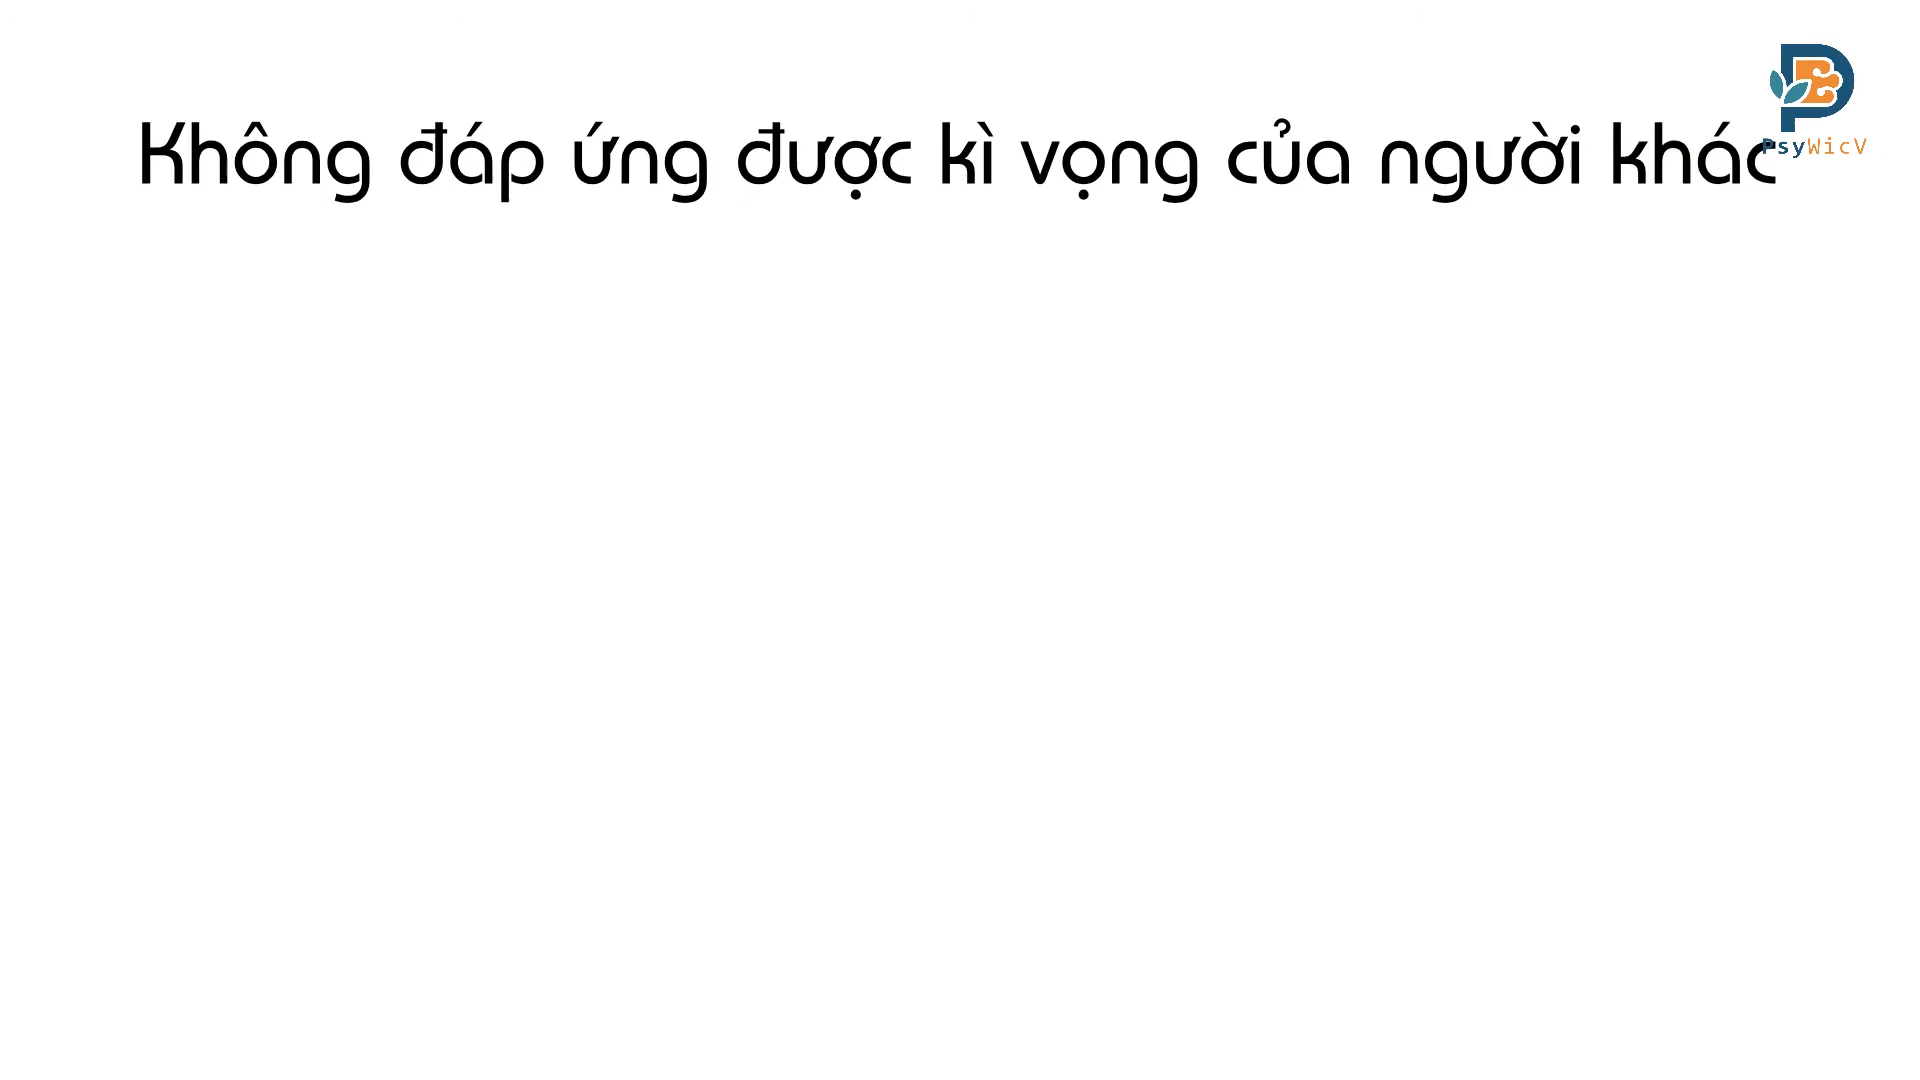 Không đáp ứng được kì vọng của người khác
PsyWicV